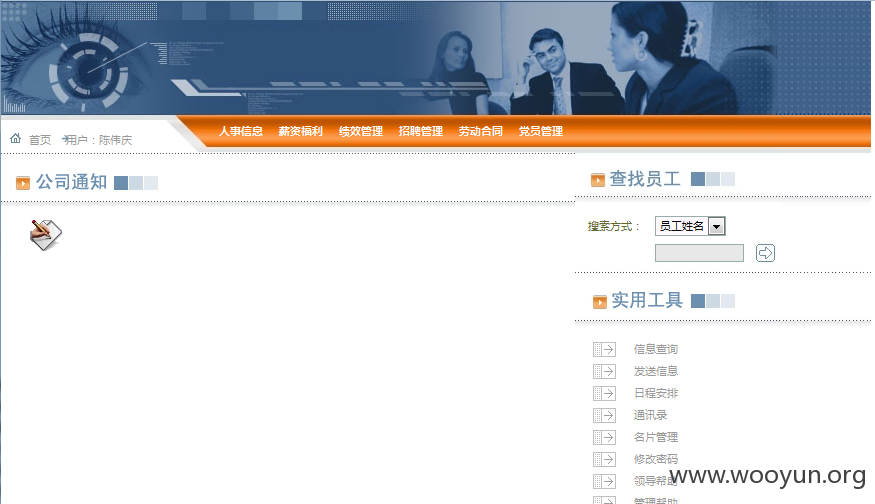 首页 用户：陈伟庆
人事信息 薪资福利 绩效管理 招聘管理 劳动合同 党员管理
公司通知
查找员工
搜索方式： 员工姓名
实用工具
信息查询
发送信息
日程安排
通讯录
名片管理
修改密码
领导帮助
管理帮助
www.wooyun.org